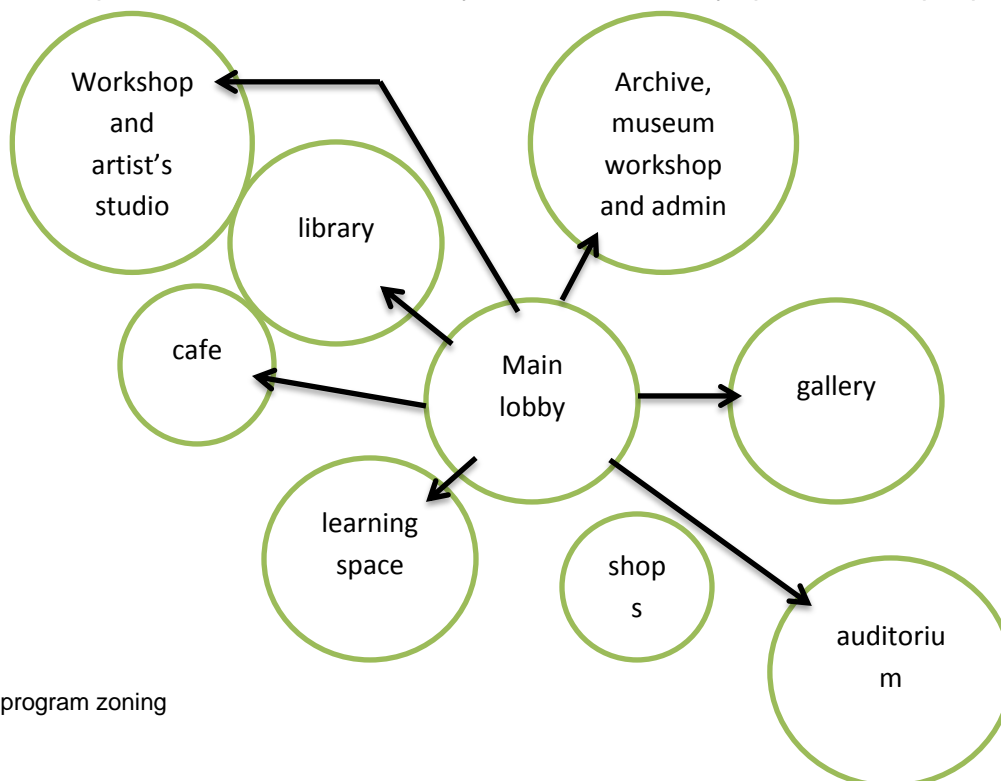 Workshop
and
artist's
studio
Archive,
museum
workshop
and admin
library
cafe
Main
lobby
gallery
learning
space
shop
s
auditoriu
m
program zoning